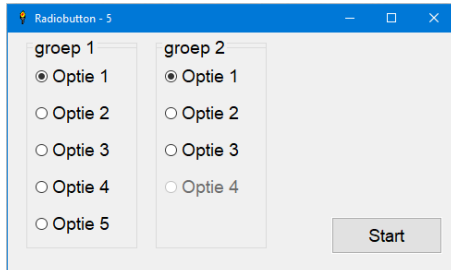 Radiobutton - 5
groep 1
Optie 1
Optie 2
Optie 3
Optie 4
Optie 5
groep 2
Optie 1
Optie 2
Optie 3
Optie 4
Start